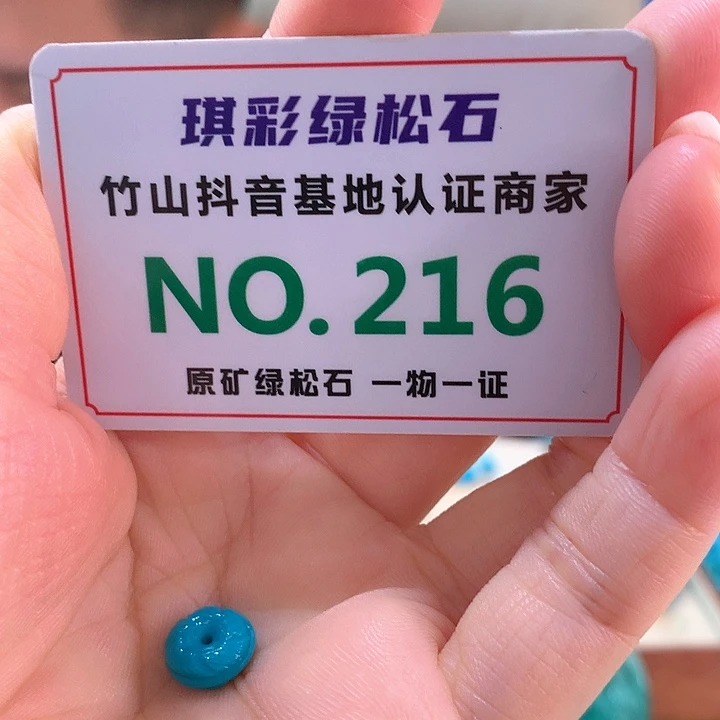 琪彩绿松石
竹山抖音基地认证商家
NO.216
原矿绿松石 一物一证